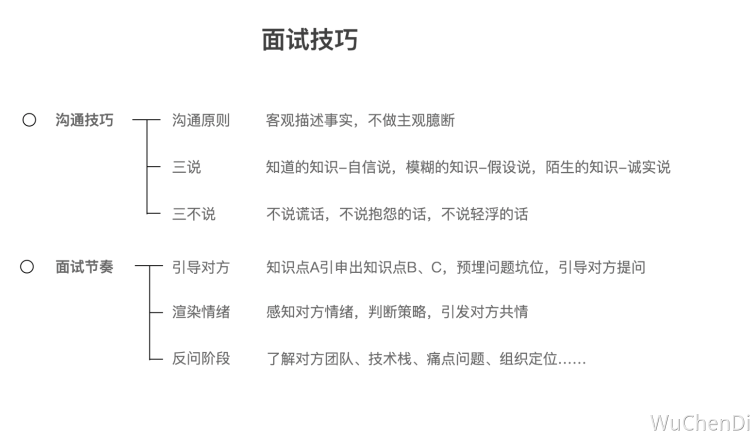 面试技巧
沟通技巧 沟通原则 客观描述事实，不做主观臆断
三说 知道的知识-自信说，模糊的知识-假设说，陌生的知识-诚实说
三不说 不说谎话，不说抱怨的话，不说轻浮的话
面试节奏 引导对方 知识点A引申出知识点B、C，预埋问题坑位，引导对方提问
渲染情绪 感知对方情绪，判断策略，引发对方共情
反问阶段 了解对方团队、技术栈、痛点问题、组织定位……
WuChenDi